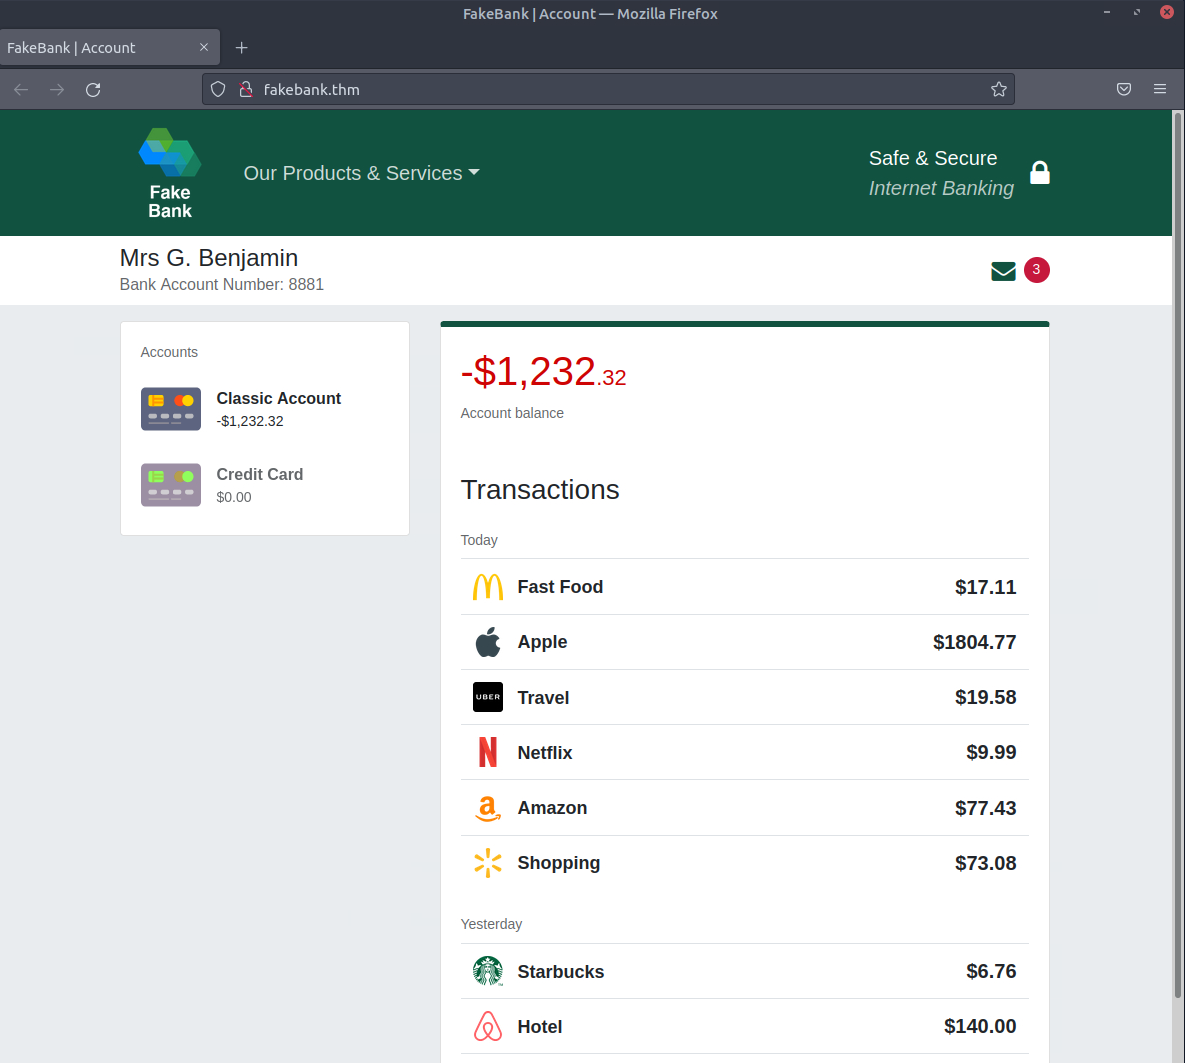 FakeBank | Account — Mozilla Firefox
FakeBank | Account
fakebank.thm
Fake
Bank
Our Products & Services
Safe & Secure
Internet Banking
Mrs G. Benjamin
Bank Account Number: 8881
3
Accounts
Classic Account
-$1,232.32
Credit Card
$0.00
-$1,232.32
Account balance
Transactions
Today
Fast Food $17.11
Apple $1804.77
UBER Travel $19.58
Netflix $9.99
Amazon $77.43
Shopping $73.08
Yesterday
Starbucks $6.76
Hotel $140.00